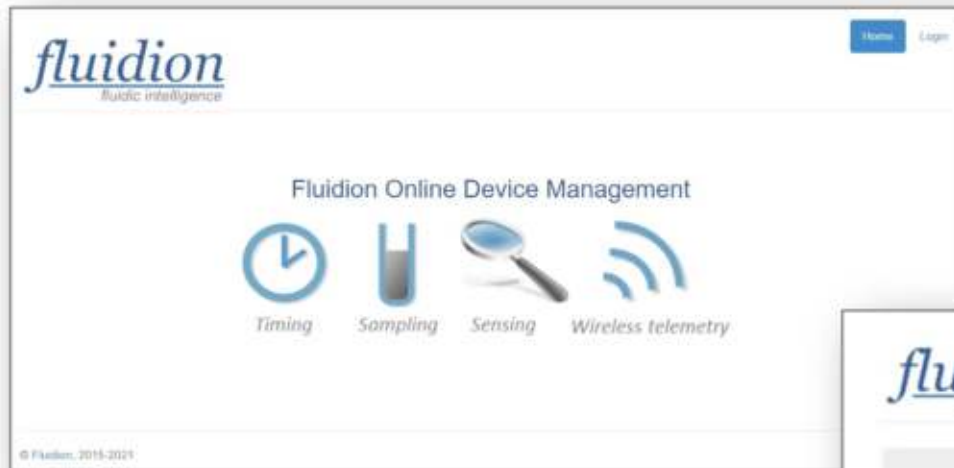 fluidion
fluidic intelligence
Home Login
Fluidion Online Device Management
Timing Sampling Sensing Wireless telemetry
© Fluidion, 2015-2021
flu